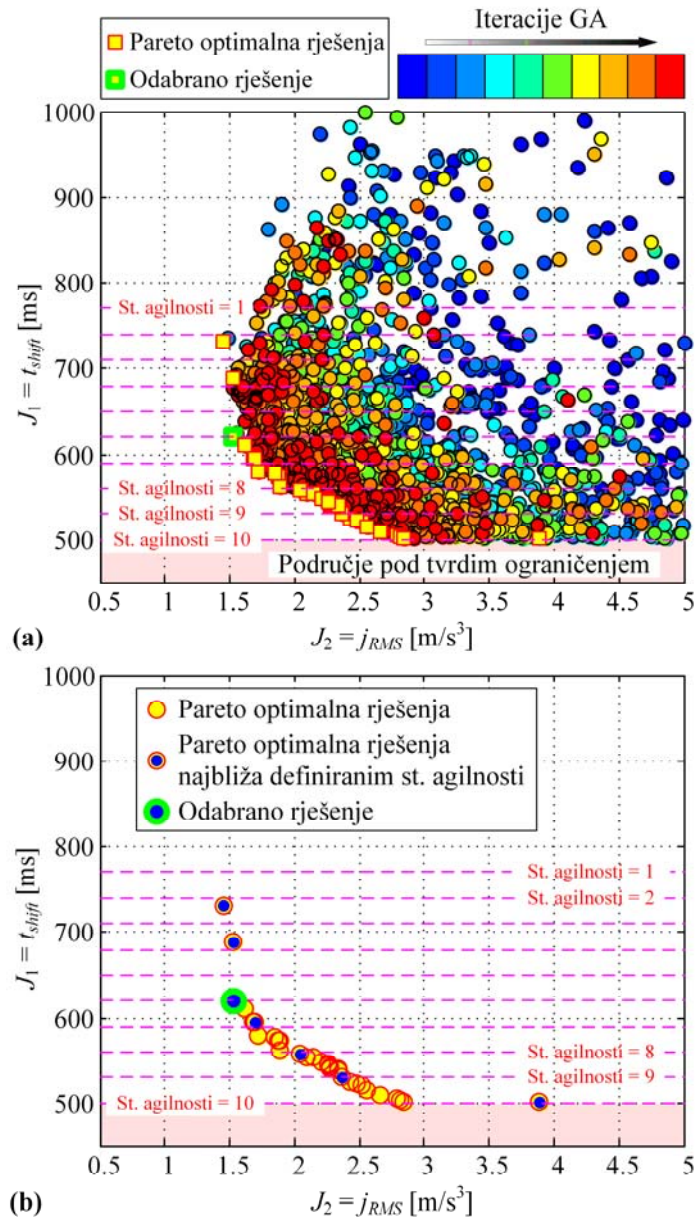 Iteracije GA
Pareto optimalna rješenja
Odabrano rješenje
1000
900
800
700
600
500
J₁ = t_shift [ms]
St. agilnosti = 1
St. agilnosti = 8
St. agilnosti = 9
St. agilnosti = 10
Područje pod tvrdim ograničenjem
0.5 1 1.5 2 2.5 3 3.5 4 4.5 5
(a)
J₂ = j_RMS [m/s³]
1000
900
800
700
600
500
J₁ = t_shift [ms]
Pareto optimalna rješenja
Pareto optimalna rješenja
najbliža definiranim st. agilnosti
Odabrano rješenje
St. agilnosti = 1
St. agilnosti = 2
St. agilnosti = 8
St. agilnosti = 9
St. agilnosti = 10
0.5 1 1.5 2 2.5 3 3.5 4 4.5 5
(b)
J₂ = j_RMS [m/s³]